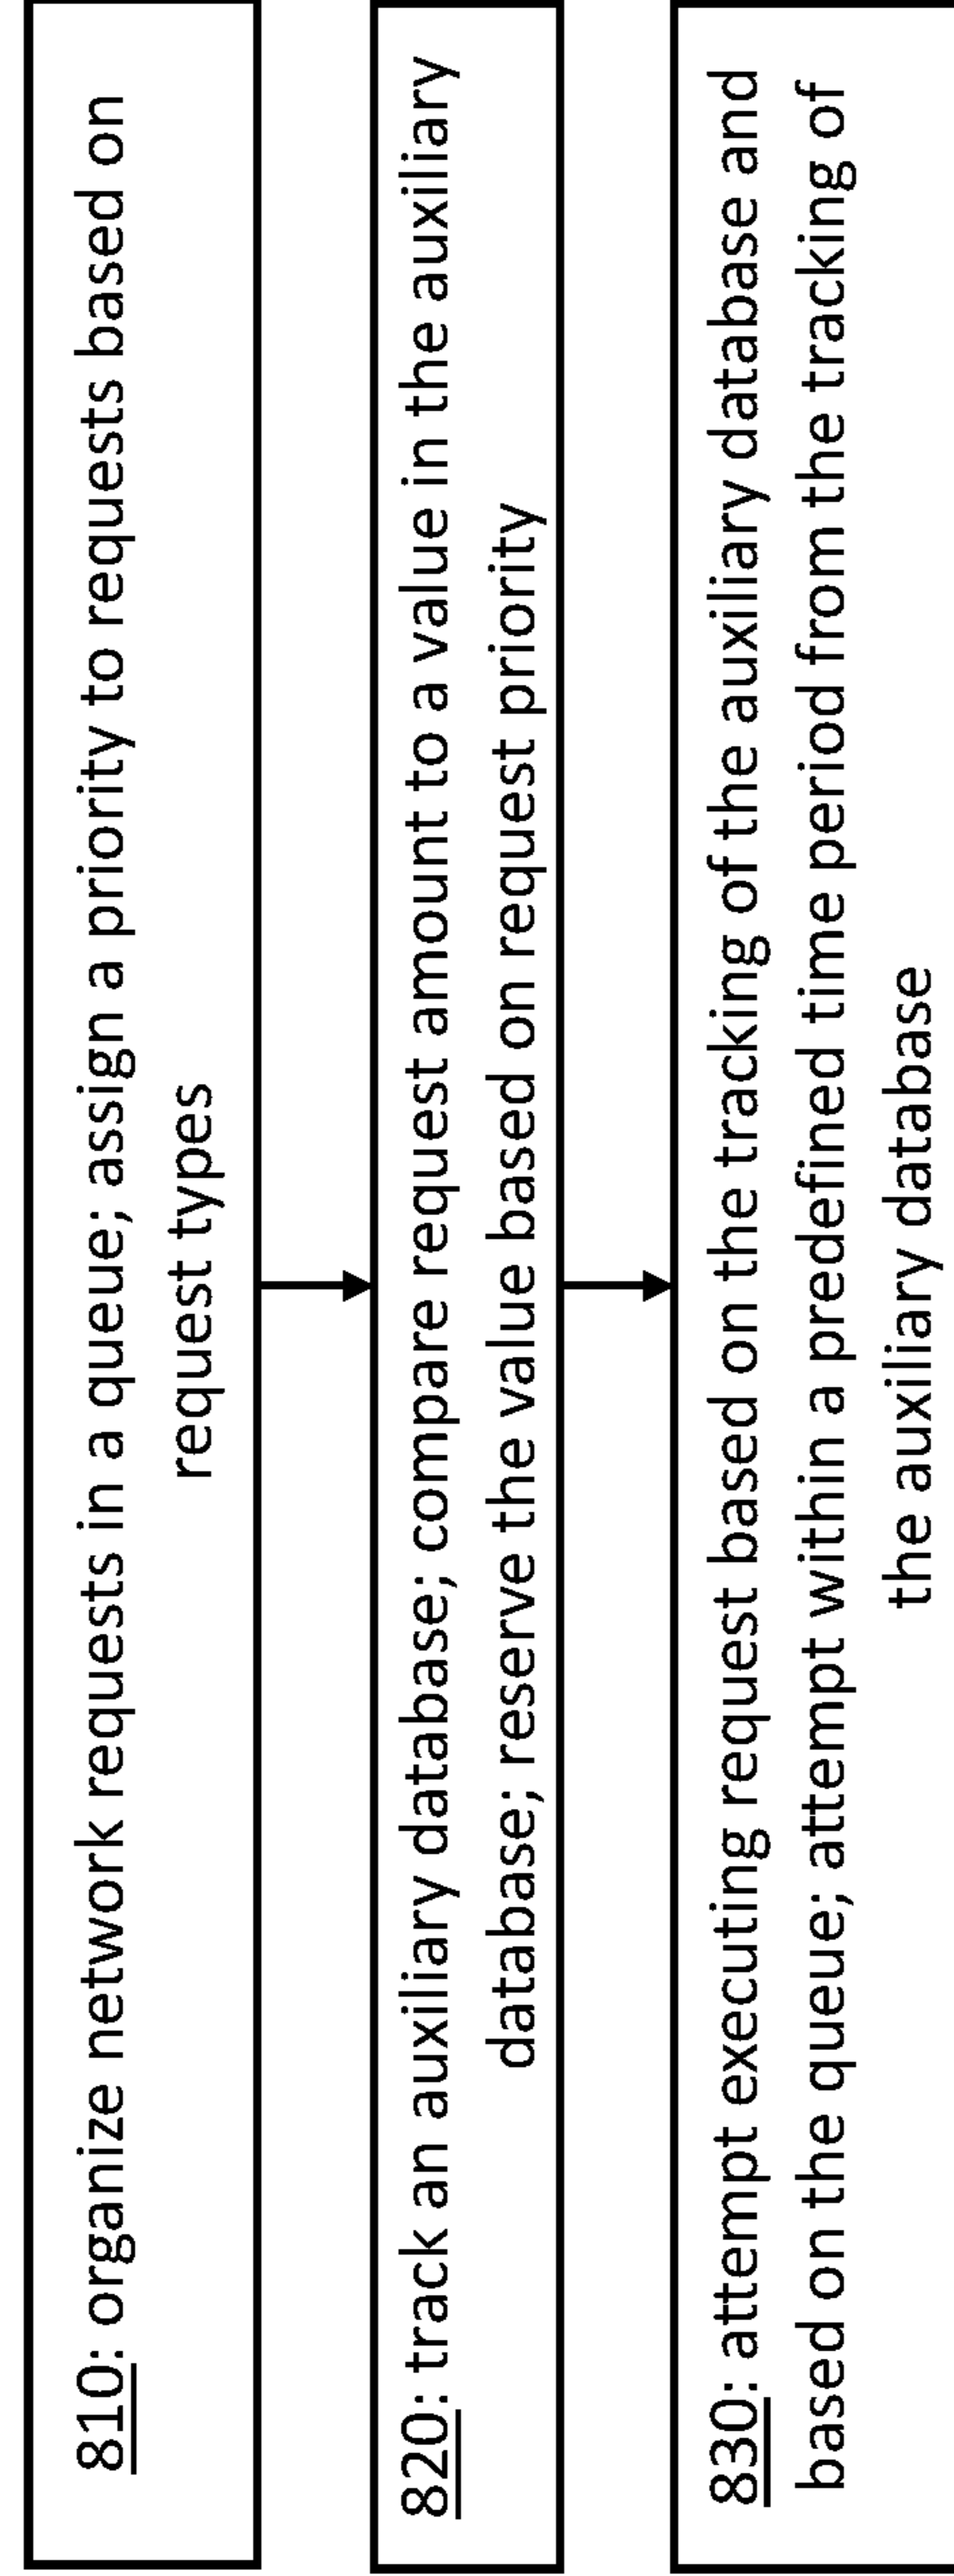 810: organize network requests in a queue; assign a priority to requests based on
request types
820: track an auxiliary database; compare request amount to a value in the auxiliary
database; reserve the value based on request priority
830: attempt executing request based on the tracking of the auxiliary database and
based on the queue; attempt within a predefined time period from the tracking of
the auxiliary database